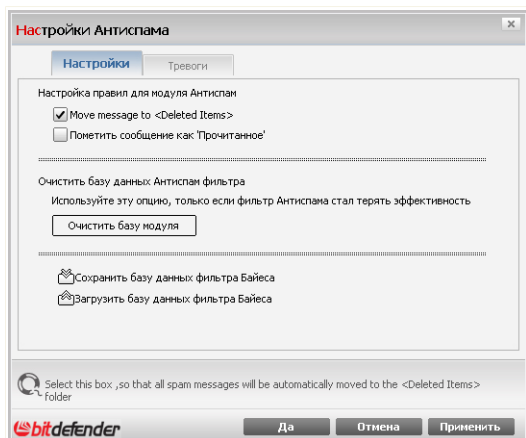 Настройки Антиспама
Настройки
Тревоги
Настройка правил для модуля Антиспам
Move message to <Deleted Items>
Пометить сообщение как 'Прочитанное'
Очистить базу данных Антиспам фильтра
Используйте эту опцию, только если фильтр Антиспама стал терять эффективность
Очистить базу модуля
Сохранить базу данных фильтра Байеса
Загрузить базу данных фильтра Байеса
Select this box ,so that all spam messages will be automatically moved to the <Deleted Items>
folder
bitdefender
Да
Отмена
Применить